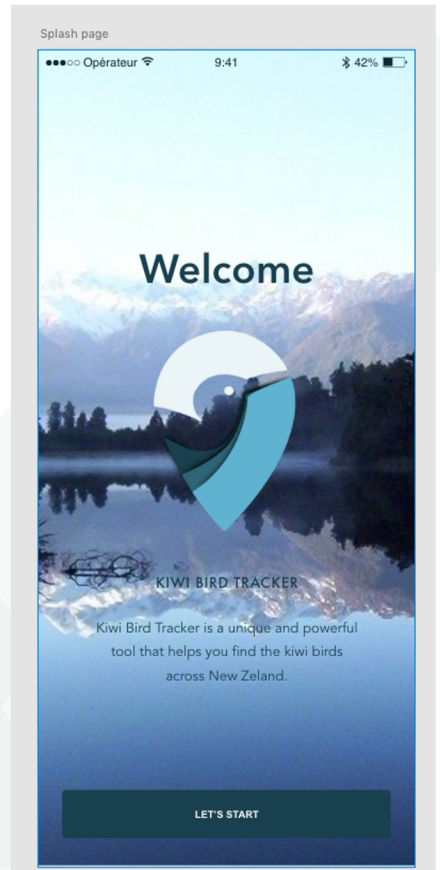 Splash page
●●●○○ Opérateur 9:41 42%
Welcome
KIWI BIRD TRACKER
Kiwi Bird Tracker is a unique and powerful
tool that helps you find the kiwi birds
across New Zeland.
LET'S START